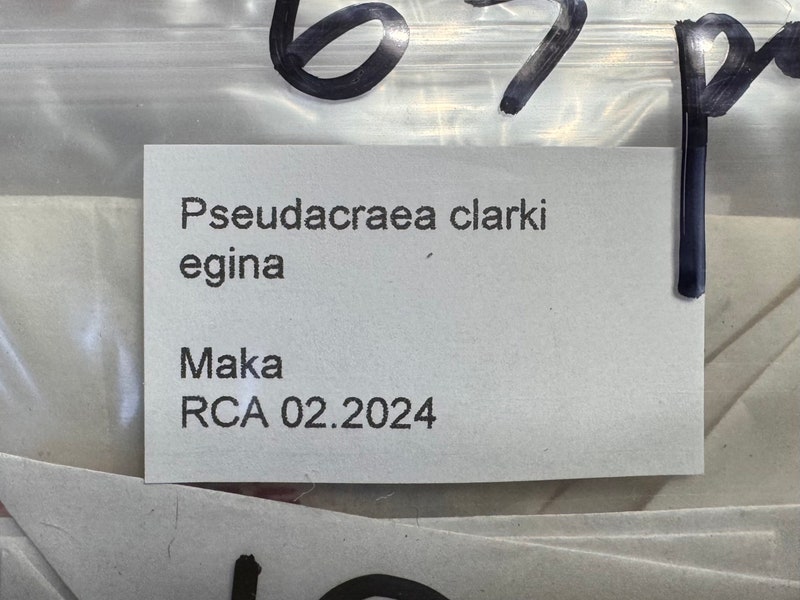 Pseudacraea clarki
egina
Maka
RCA 02.2024